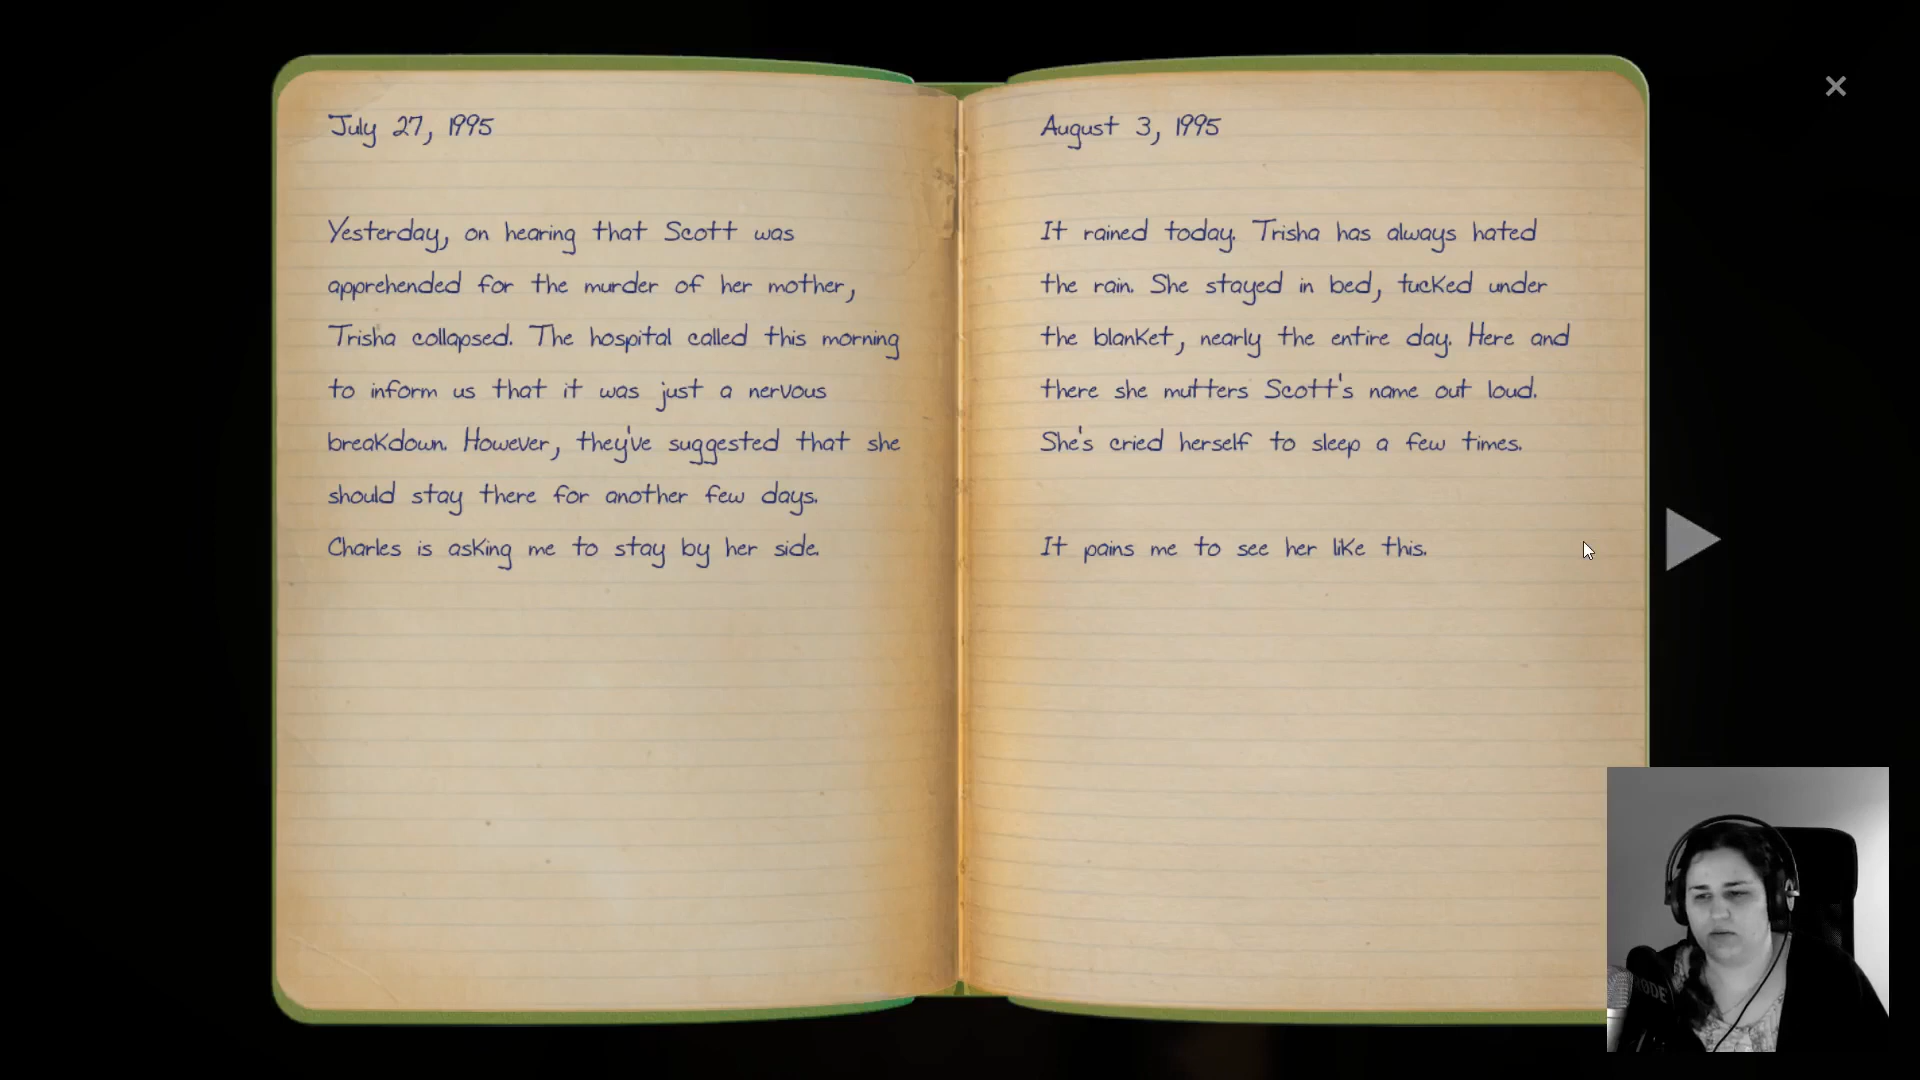 July 27, 1995
Yesterday, on hearing that Scott was
apprehended for the murder of her mother,
Trisha collapsed. The hospital called this morning
to inform us that it was just a nervous
breakdown. However, they've suggested that she
should stay there for another few days.
Charles is asking me to stay by her side.
August 3, 1995
It rained today. Trisha has always hated
the rain. She stayed in bed, tucked under
the blanket, nearly the entire day. Here and
there she mutters Scott's name out loud.
She's cried herself to sleep a few times.
It pains me to see her like this.
RØDE